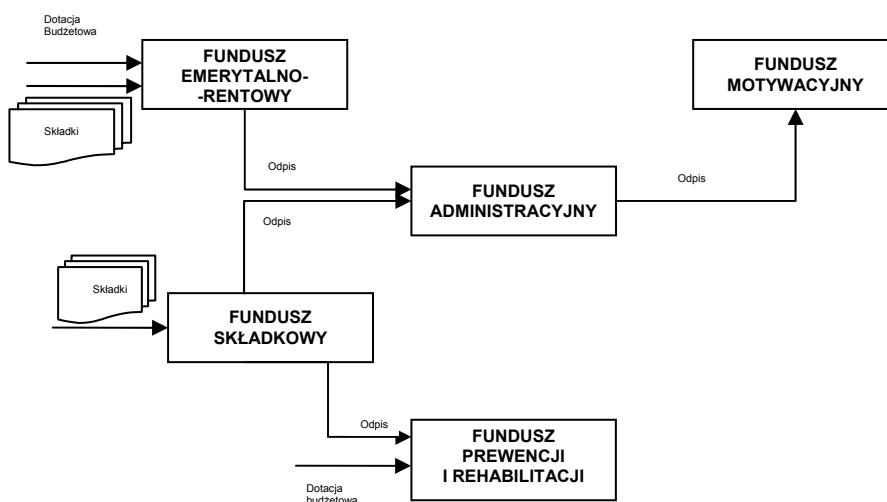 Dotacja
Budżetowa
FUNDUSZ
EMERYTALNO-
-RENTOWY
FUNDUSZ
MOTYWACYJNY
Składki
Odpis
FUNDUSZ
ADMINISTRACYJNY
Odpis
Odpis
Składki
FUNDUSZ
SKŁADKOWY
Odpis
FUNDUSZ
PREWENCJI
I REHABILITACJI
Dotacja
budżetowa